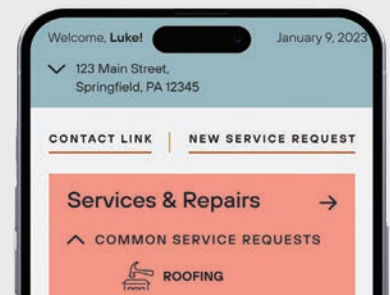 Welcome, Luke!
January 9, 2023
123 Main Street,
Springfield, PA 12345
CONTACT LINK
NEW SERVICE REQUEST
Services & Repairs
COMMON SERVICE REQUESTS
ROOFING